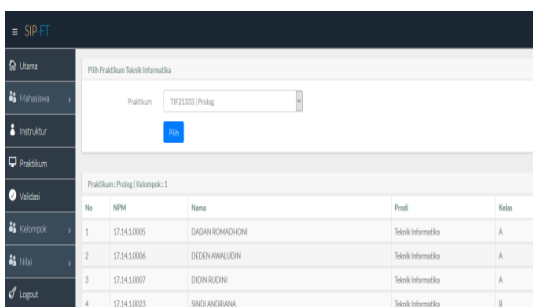 ≡ SIP-FT
Utama
Mahasiswa
Instruktur
Praktikum
Validasi
Kelompok
Nilai
Logout
Pilih Praktikum Teknik Informatika
Praktikum TIF21333 | Prolog
Pilih
Praktikum : Prolog | Kelompok : 1
No NPM Nama Prodi Kelas
1 17.14.1.0005 DADAN ROMADHONI Teknik Informatika A
2 17.14.1.0006 DEDEN AWALUDIN Teknik Informatika A
3 17.14.1.0007 DIDIN RUDINI Teknik Informatika A
4 17.14.1.0023 SINDI ANDRIANA Teknik Informatika B